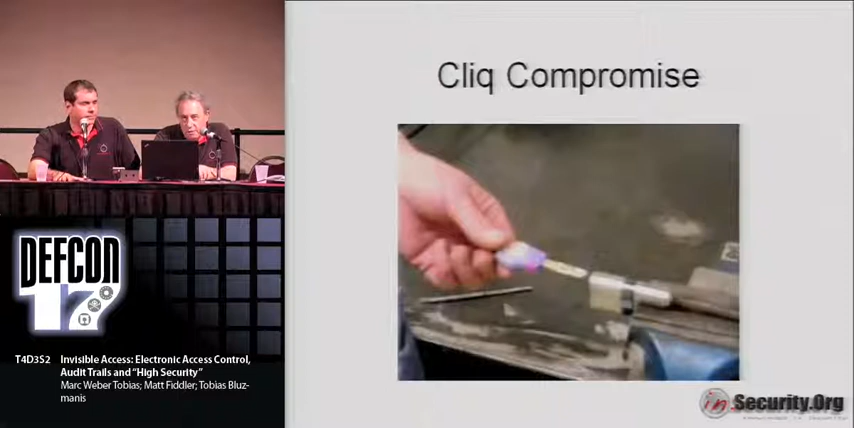 Cliq Compromise
DEFCON
17
T4D3S2 Invisible Access: Electronic Access Control,
Audit Trails and "High Security"
Marc Weber Tobias; Matt Fiddler; Tobias Bluz-
manis
in.Security.Org